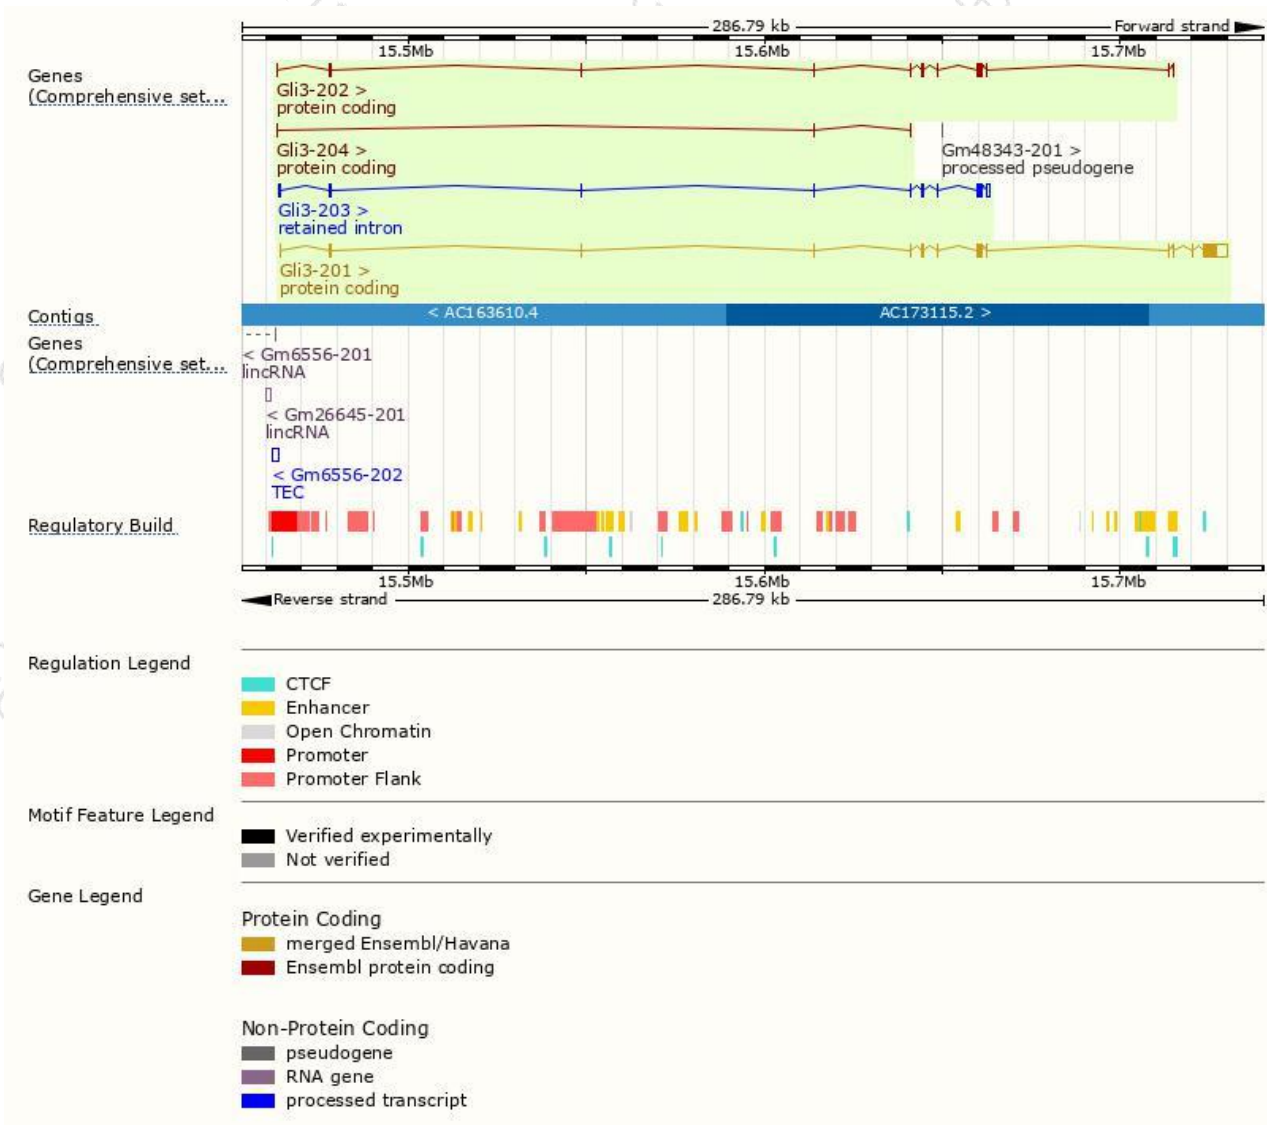 286.79 kb
Forward strand
15.5Mb 15.6Mb 15.7Mb
Genes
(Comprehensive set...
Gli3-202 >
protein coding
Gli3-204 >
protein coding
Gm48343-201 >
processed pseudogene
Gli3-203 >
retained intron
Gli3-201 >
protein coding
Contigs
< AC163610.4
AC173115.2 >
Genes
(Comprehensive set...
< Gm6556-201
lincRNA
< Gm26645-201
lincRNA
< Gm6556-202
TEC
Regulatory Build
15.5Mb 15.6Mb 15.7Mb
Reverse strand
286.79 kb
Regulation Legend
CTCF
Enhancer
Open Chromatin
Promoter
Promoter Flank
Motif Feature Legend
Verified experimentally
Not verified
Gene Legend
Protein Coding
merged Ensembl/Havana
Ensembl protein coding
Non-Protein Coding
pseudogene
RNA gene
processed transcript